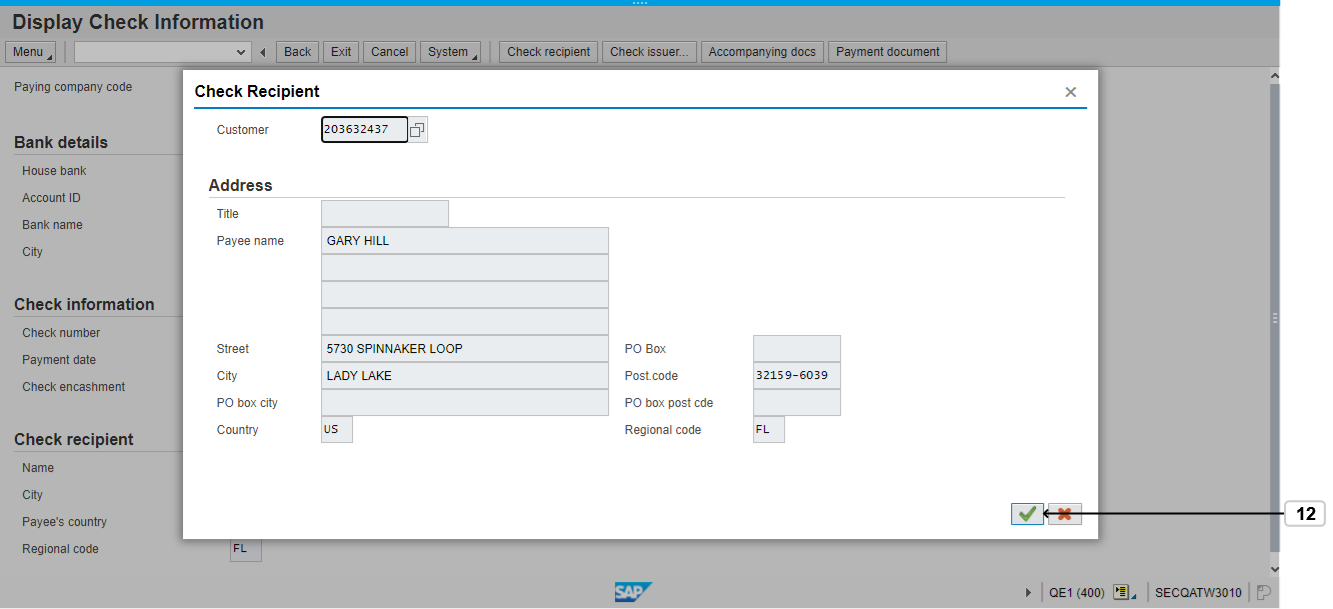 Display Check Information
Menu Back Exit Cancel System Check recipient Check issuer... Accompanying docs Payment document
Paying company code
Bank details
House bank
Account ID
Bank name
City
Check information
Check number
Payment date
Check encashment
Check recipient
Name
City
Payee's country
Regional code FL
Check Recipient
Customer 203632437
Address
Title
Payee name GARY HILL
Street 5730 SPINNAKER LOOP PO Box
City LADY LAKE Post.code 32159-6039
PO box city PO box post cde
Country US Regional code FL
12
SAP QE1 (400) SECQATW3010